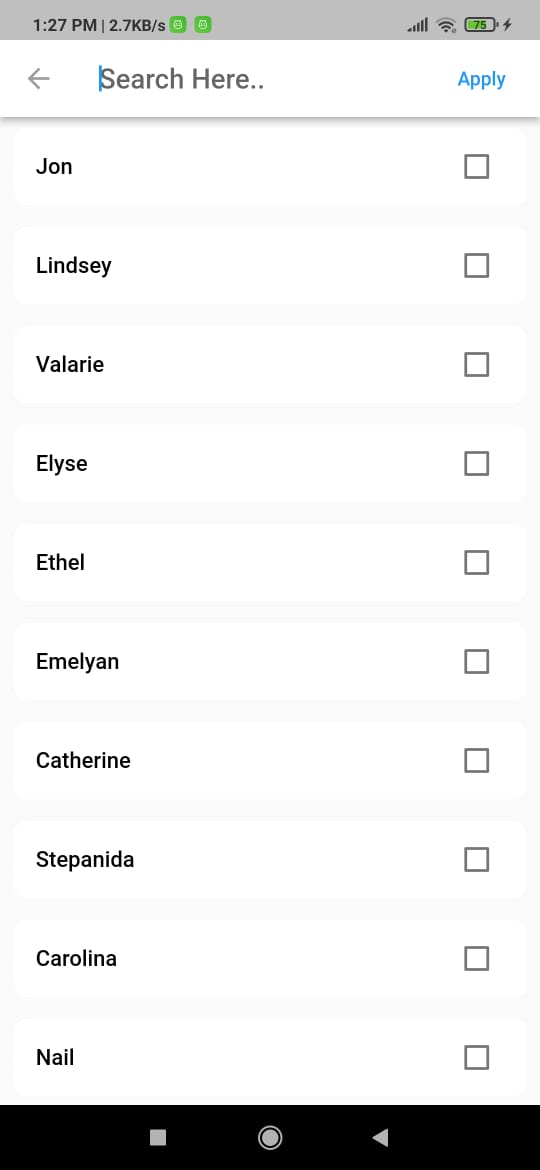 1:27 PM | 2.7KB/s 75
Search Here.. Apply
Jon
Lindsey
Valarie
Elyse
Ethel
Emelyan
Catherine
Stepanida
Carolina
Nail